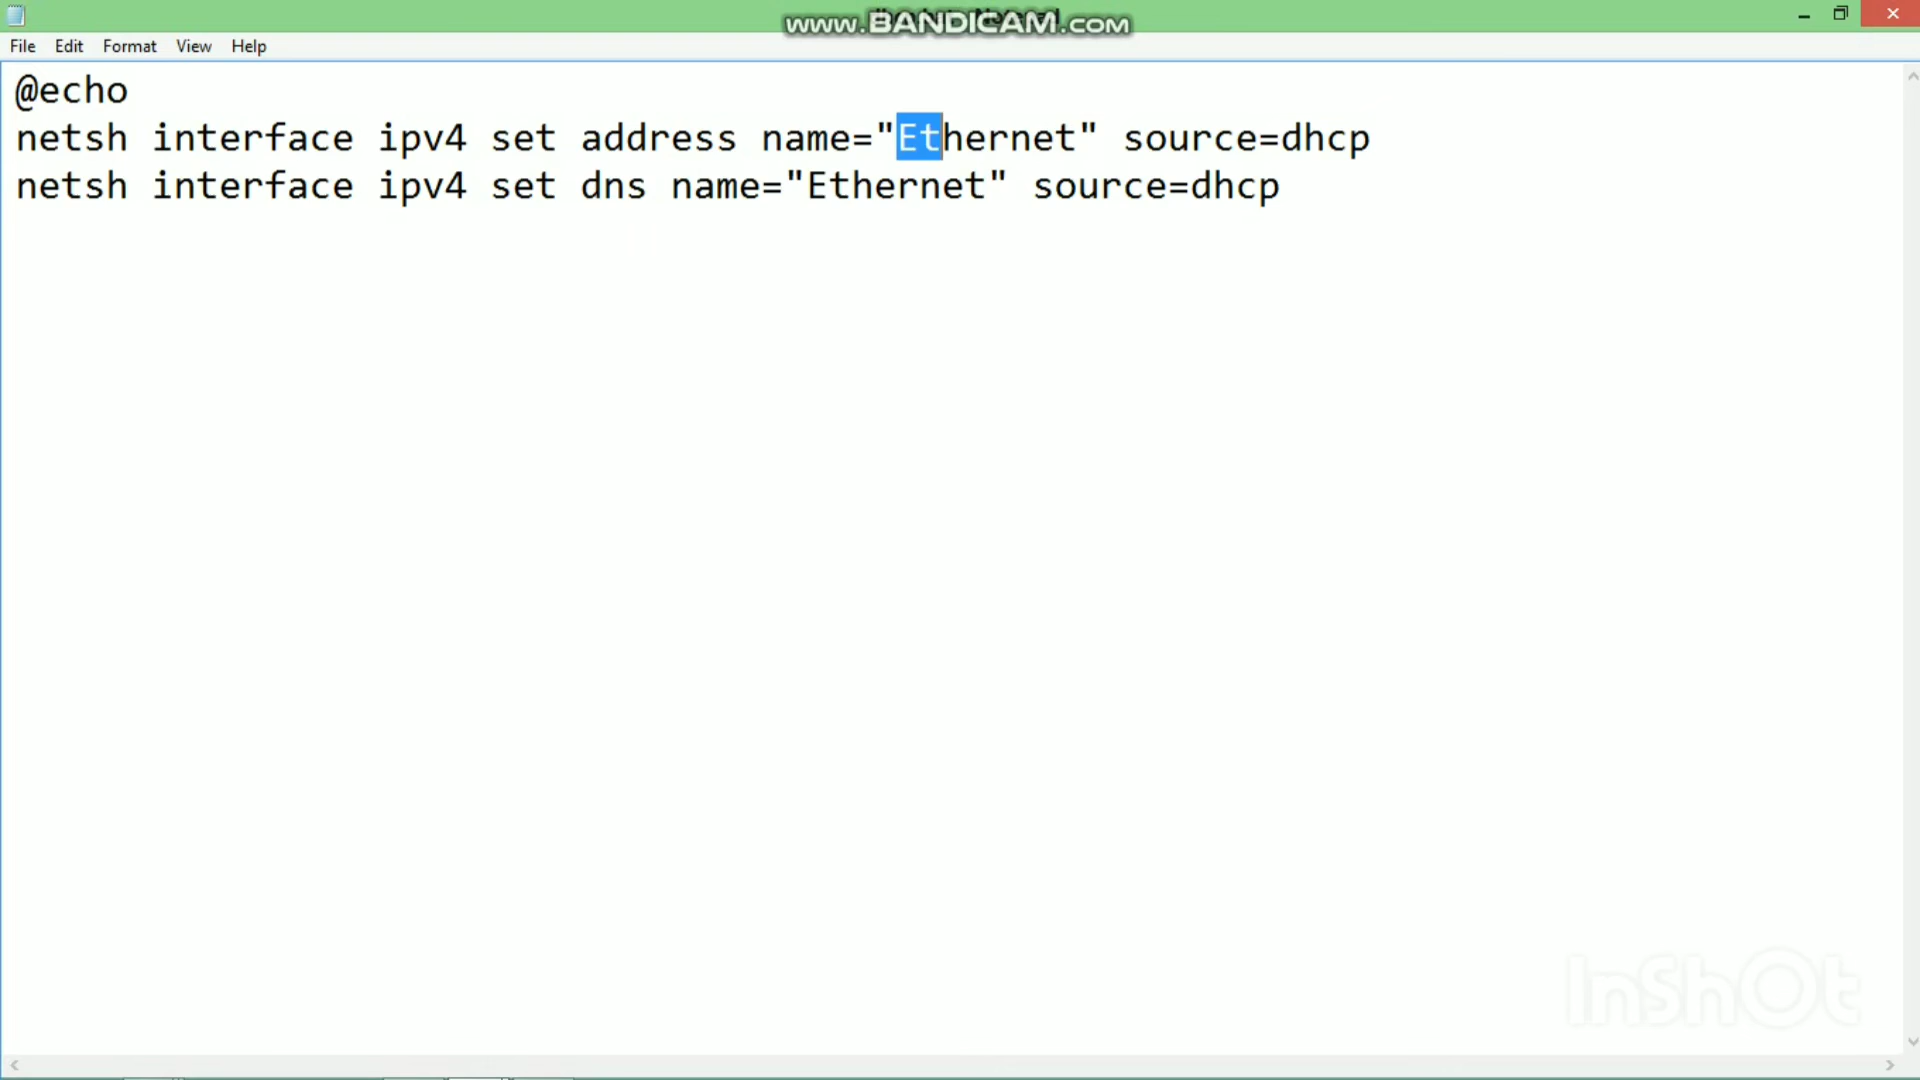 www.BANDICAM.com
File Edit Format View Help
@echo
netsh interface ipv4 set address name="Ethernet" source=dhcp
netsh interface ipv4 set dns name="Ethernet" source=dhcp
InShOt